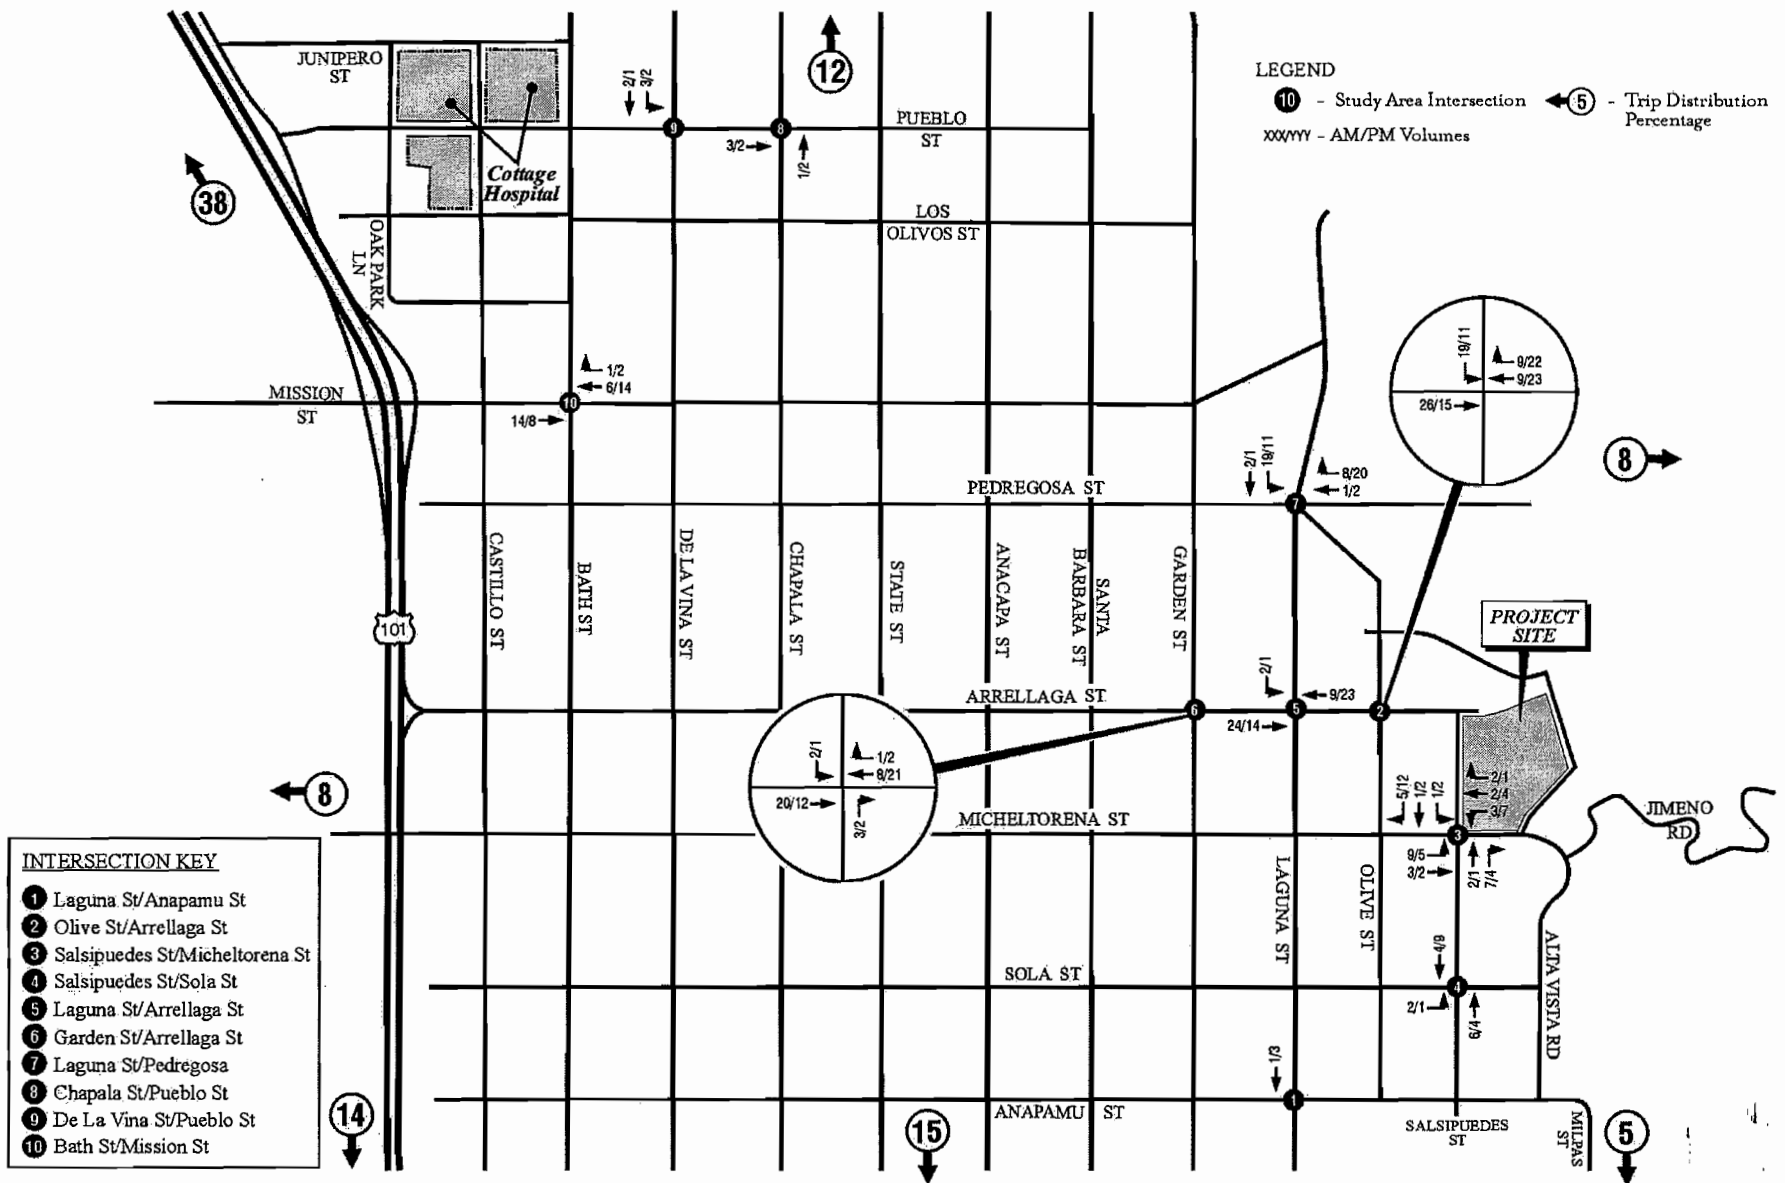 JUNIPERO
ST
12
2/1
3/2
LEGEND
10 - Study Area Intersection
5 - Trip Distribution
Percentage
XXX/YYY - AM/PM Volumes
PUEBLO
ST
9
8
3/2
1/2
Cottage
Hospital
38
LOS
OLIVOS ST
OAK PARK
LN
19/11
9/22
9/23
26/15
MISSION
ST
1/2
6/14
10
14/8
8
2/1
19/11
8/20
1/2
PEDREGOSA ST
7
CASTILLO ST
BATH ST
DE LA VINA ST
CHAPALA ST
STATE ST
ANACAPA ST
SANTA
BARBARA ST
GARDEN ST
101
PROJECT
SITE
ARRELLAGA ST
2/1
9/23
6
5
2
24/14
2/1
1/2
8/21
20/12
3/2
8
5/12
1/2
1/2
2/1
2/4
3/7
MICHELTORENA ST
3
9/5
3/2
2/1
7/4
JIMENO
RD
LAGUNA ST
OLIVE ST
ALTA VISTA RD
SOLA ST
4/9
4
2/1
6/4
1/3
ANAPAMU ST
1
SALSIPUEDES
ST
MILPAS
ST
14
15
5
INTERSECTION KEY
1 Laguna St/Anapamu St
2 Olive St/Arrellaga St
3 Salsipuedes St/Micheltorena St
4 Salsipuedes St/Sola St
5 Laguna St/Arrellaga St
6 Garden St/Arrellaga St
7 Laguna St/Pedregosa
8 Chapala St/Pueblo St
9 De La Vina St/Pueblo St
10 Bath St/Mission St